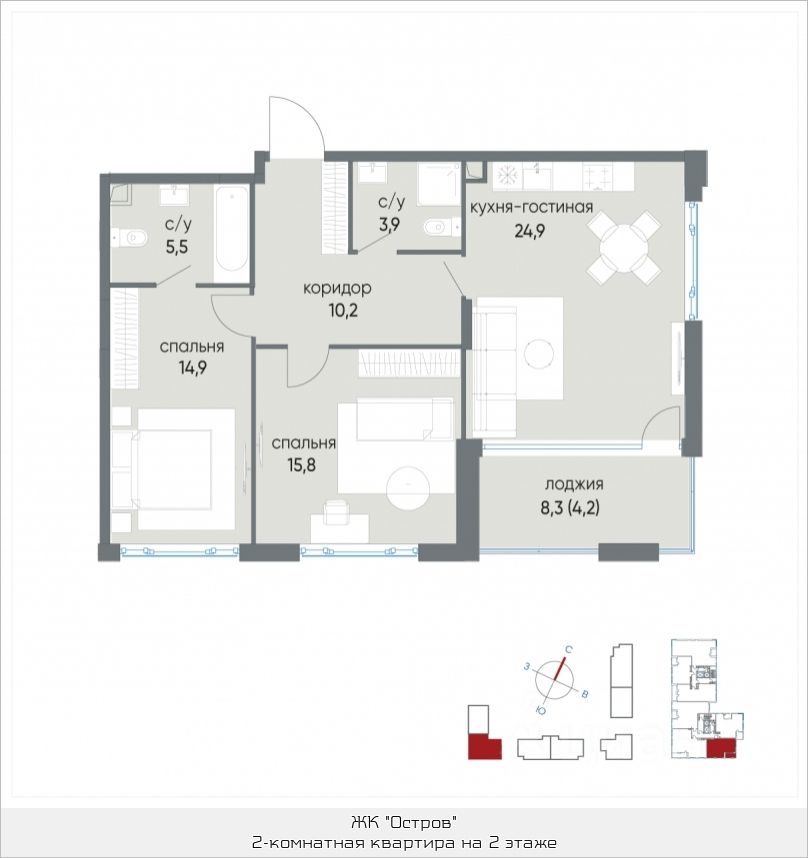 с/у
5,5
с/у
3,9
кухня-гостиная
24,9
коридор
10,2
спальня
14,9
спальня
15,8
лоджия
8,3 (4,2)
С
З
В
Ю
ЖК "Остров"
2-комнатная квартира на 2 этаже